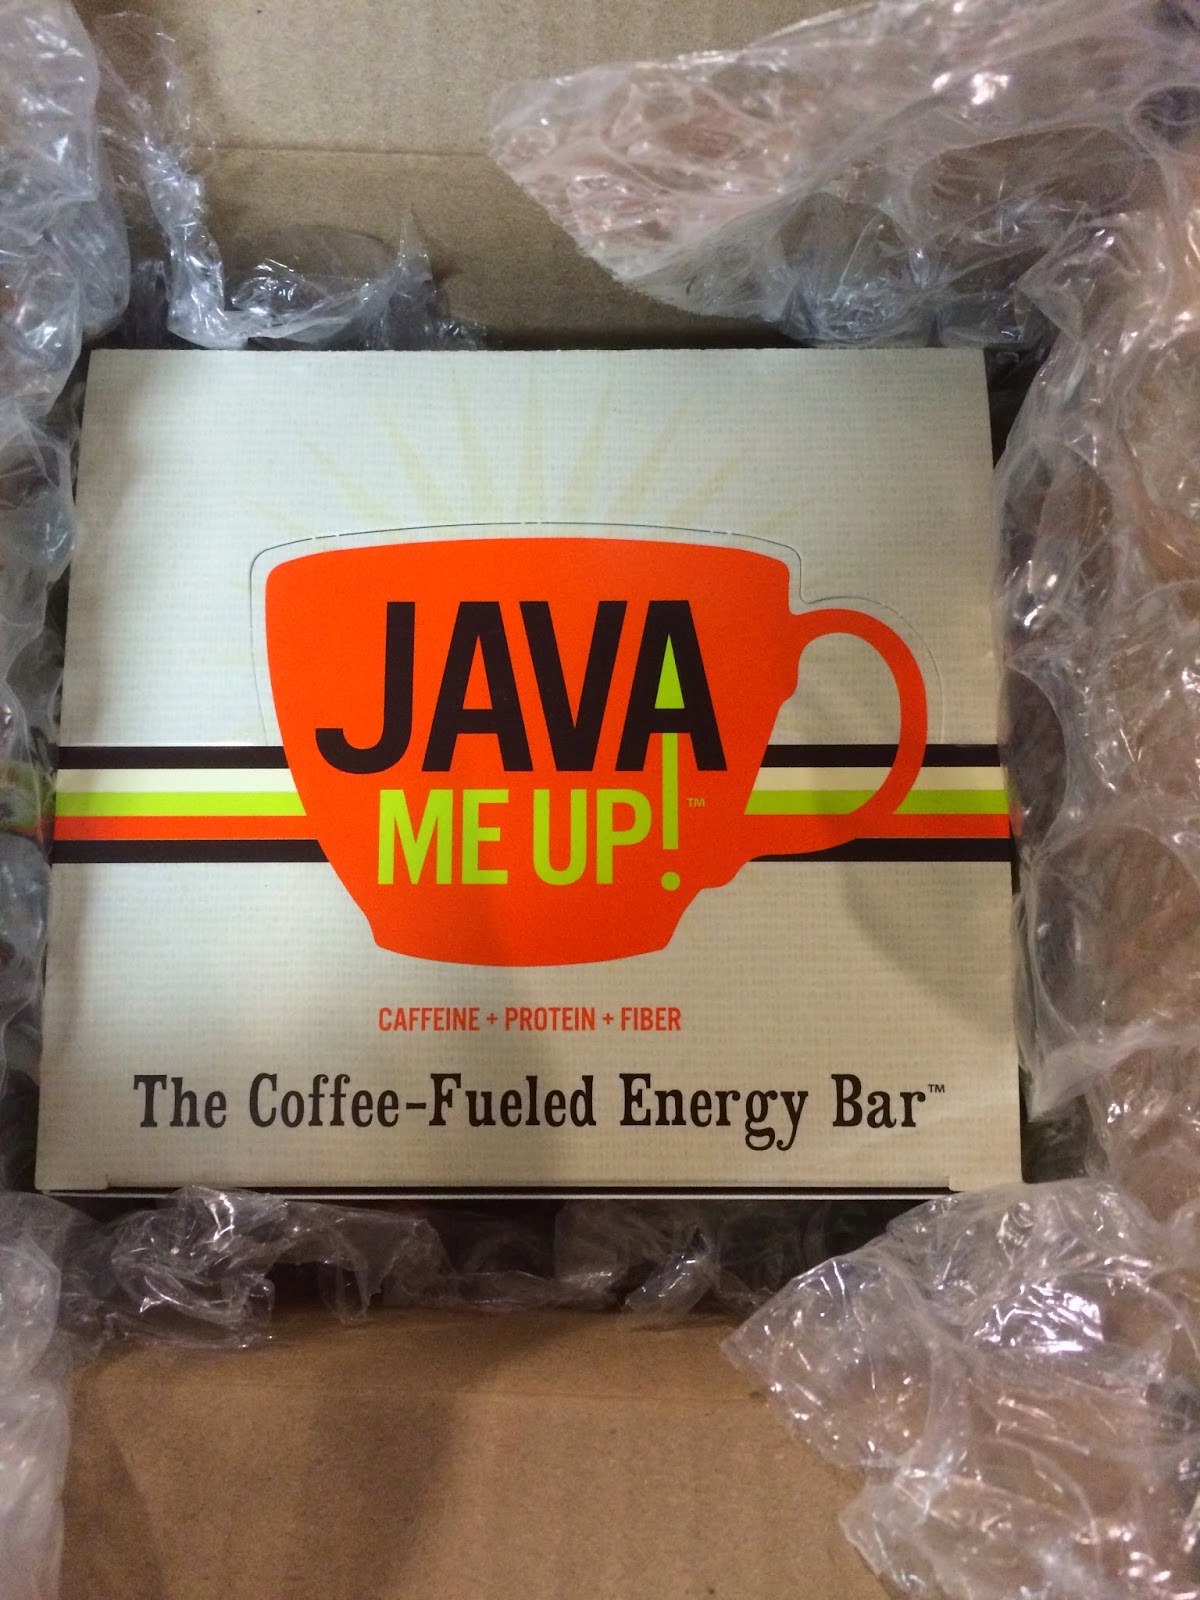 JAVA
ME UP!™
CAFFEINE + PROTEIN + FIBER
The Coffee-Fueled Energy Bar™